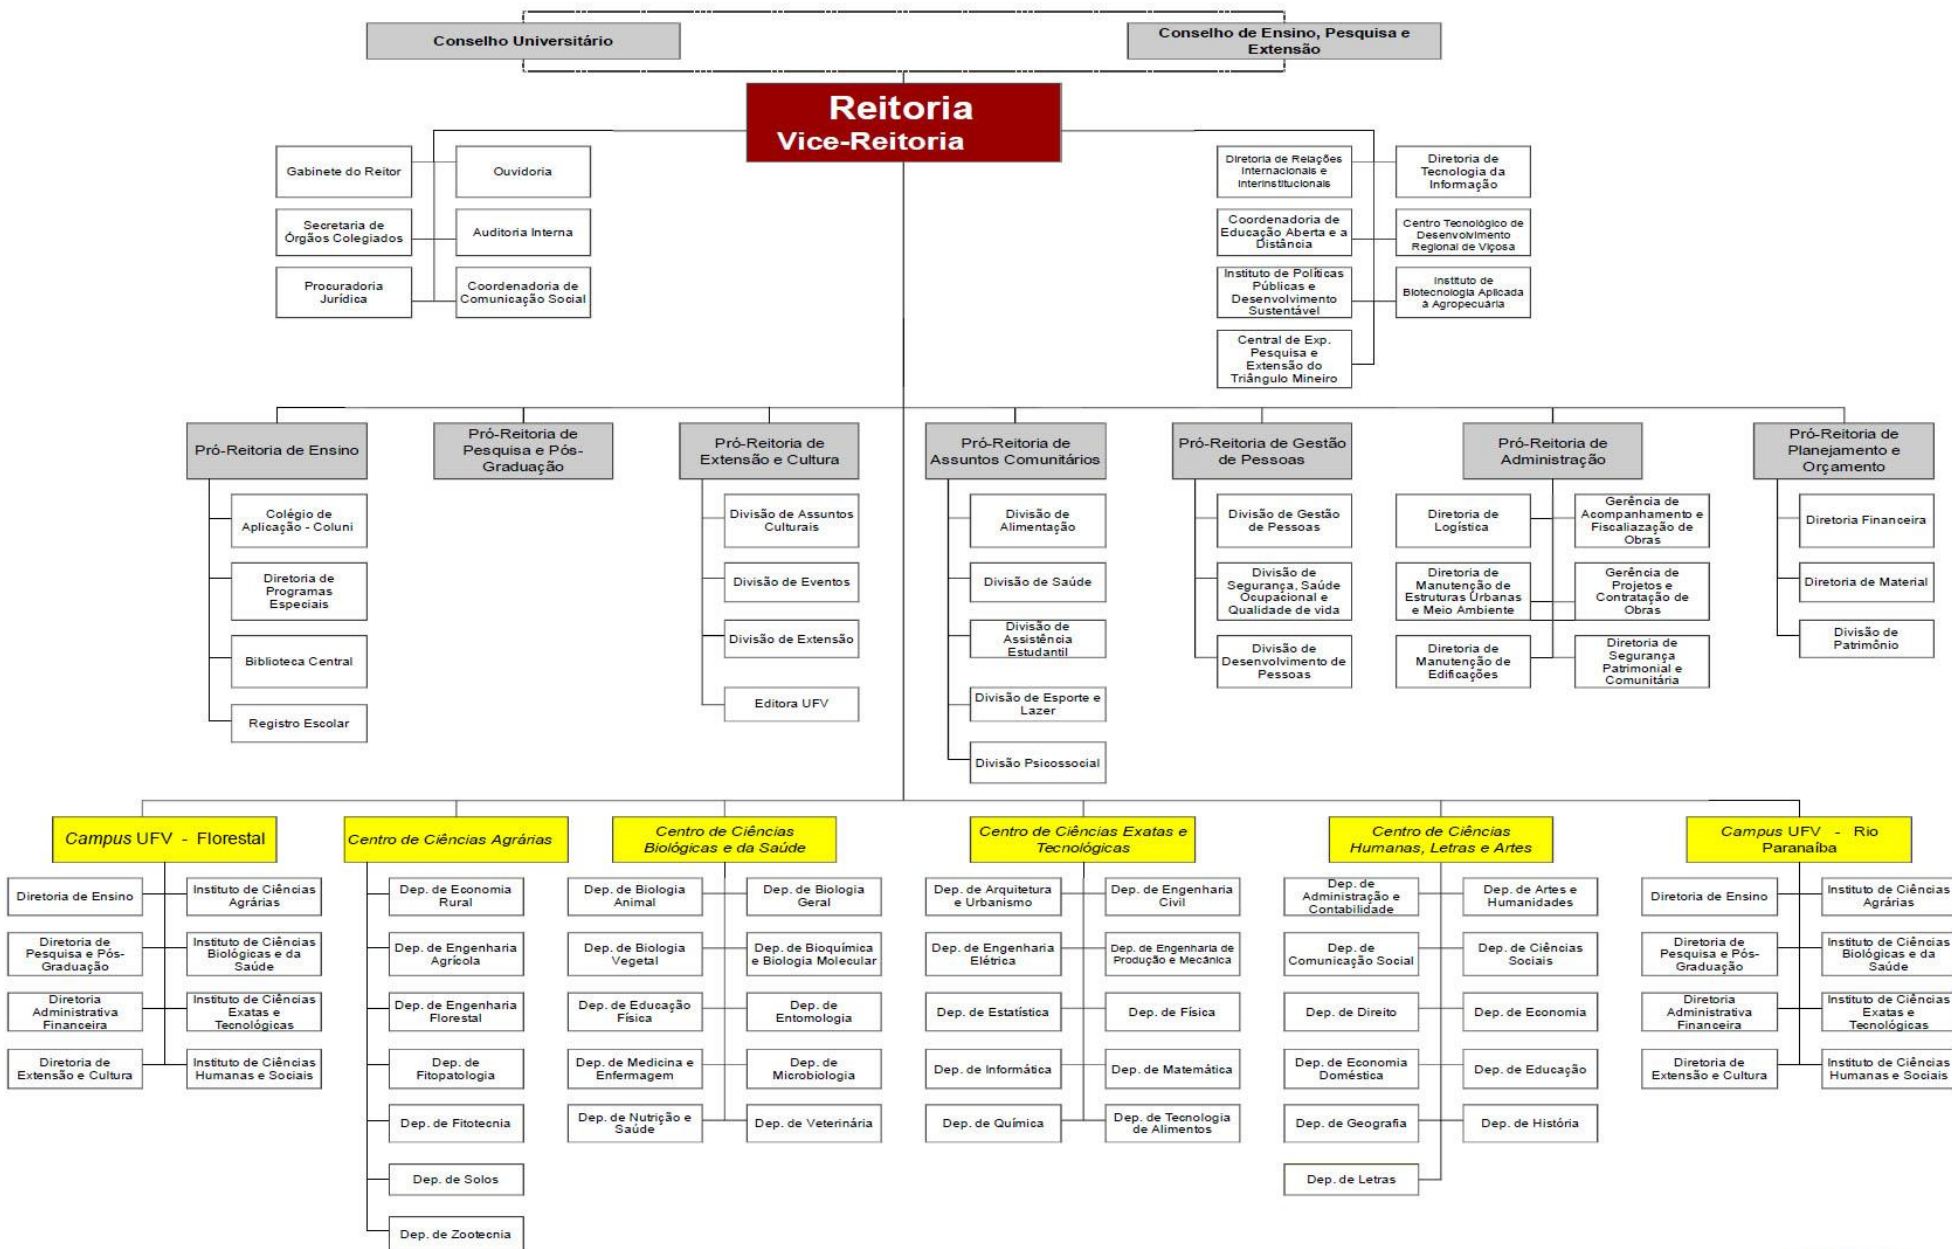 Conselho Universitário
Conselho de Ensino, Pesquisa e
Extensão
Reitoria
Vice-Reitoria
Gabinete do Reitor
Ouvidoria
Secretaria de
Órgãos Colegiados
Auditoria Interna
Procuradoria
Jurídica
Coordenadoria de
Comunicação Social
Diretoria de Relações
Internacionais e
Interinstitucionais
Diretoria de
Tecnologia da
Informação
Coordenadoria de
Educação Aberta e a
Distância
Centro Tecnológico de
Desenvolvimento
Regional de Viçosa
Instituto de Políticas
Públicas e
Desenvolvimento
Sustentável
Instituto de
Biotecnologia Aplicada
à Agropecuária
Central de Exp.
Pesquisa e
Extensão do
Triângulo Mineiro
Pró-Reitoria de Ensino
Colégio de
Aplicação - Coluni
Diretoria de
Programas
Especiais
Biblioteca Central
Registro Escolar
Pró-Reitoria de
Pesquisa e Pós-
Graduação
Pró-Reitoria de
Extensão e Cultura
Divisão de Assuntos
Culturais
Divisão de Eventos
Divisão de Extensão
Editora UFV
Pró-Reitoria de
Assuntos Comunitários
Divisão de
Alimentação
Divisão de Saúde
Divisão de
Assistência
Estudantil
Divisão de Esporte e
Lazer
Divisão Psicossocial
Pró-Reitoria de Gestão
de Pessoas
Divisão de Gestão
de Pessoas
Divisão de
Segurança, Saúde
Ocupacional e
Qualidade de vida
Divisão de
Desenvolvimento de
Pessoas
Pró-Reitoria de
Administração
Diretoria de
Logística
Gerência de
Acompanhamento e
Fiscaliazação de
Obras
Diretoria de
Manutenção de
Estruturas Urbanas
e Meio Ambiente
Gerência de
Projetos e
Contratação de
Obras
Diretoria de
Manutenção de
Edificações
Diretoria de
Segurança
Patrimonial e
Comunitária
Pró-Reitoria de
Planejamento e
Orçamento
Diretoria Financeira
Diretoria de Material
Divisão de
Patrimônio
Campus UFV - Florestal
Diretoria de Ensino
Instituto de Ciências
Agrárias
Diretoria de
Pesquisa e Pós-
Graduação
Instituto de Ciências
Biológicas e da
Saúde
Diretoria
Administrativa
Financeira
Instituto de Ciências
Exatas e
Tecnológicas
Diretoria de
Extensão e Cultura
Instituto de Ciências
Humanas e Sociais
Centro de Ciências Agrárias
Dep. de Economia
Rural
Dep. de Engenharia
Agrícola
Dep. de Engenharia
Florestal
Dep. de
Fitopatologia
Dep. de Fitotecnia
Dep. de Solos
Dep. de Zootecnia
Centro de Ciências
Biológicas e da Saúde
Dep. de Biologia
Animal
Dep. de Biologia
Geral
Dep. de Biologia
Vegetal
Dep. de Bioquímica
e Biologia Molecular
Dep. de Educação
Física
Dep. de
Entomologia
Dep. de Medicina e
Enfermagem
Dep. de
Microbiologia
Dep. de Nutrição e
Saúde
Dep. de Veterinária
Centro de Ciências Exatas e
Tecnológicas
Dep. de Arquitetura
e Urbanismo
Dep. de Engenharia
Civil
Dep. de Engenharia
Elétrica
Dep. de Engenharia de
Produção e Mecânica
Dep. de Estatística
Dep. de Física
Dep. de Informática
Dep. de Matemática
Dep. de Química
Dep. de Tecnologia
de Alimentos
Centro de Ciências
Humanas, Letras e Artes
Dep. de
Administração e
Contabilidade
Dep. de Artes e
Humanidades
Dep. de
Comunicação Social
Dep. de Ciências
Sociais
Dep. de Direito
Dep. de Economia
Dep. de Economia
Doméstica
Dep. de Educação
Dep. de Geografia
Dep. de História
Dep. de Letras
Campus UFV - Rio
Paranaíba
Diretoria de Ensino
Instituto de Ciências
Agrárias
Diretoria de
Pesquisa e Pós-
Graduação
Instituto de Ciências
Biológicas e da
Saúde
Diretoria
Administrativa
Financeira
Instituto de Ciências
Exatas e
Tecnológicas
Diretoria de
Extensão e Cultura
Instituto de Ciências
Humanas e Sociais